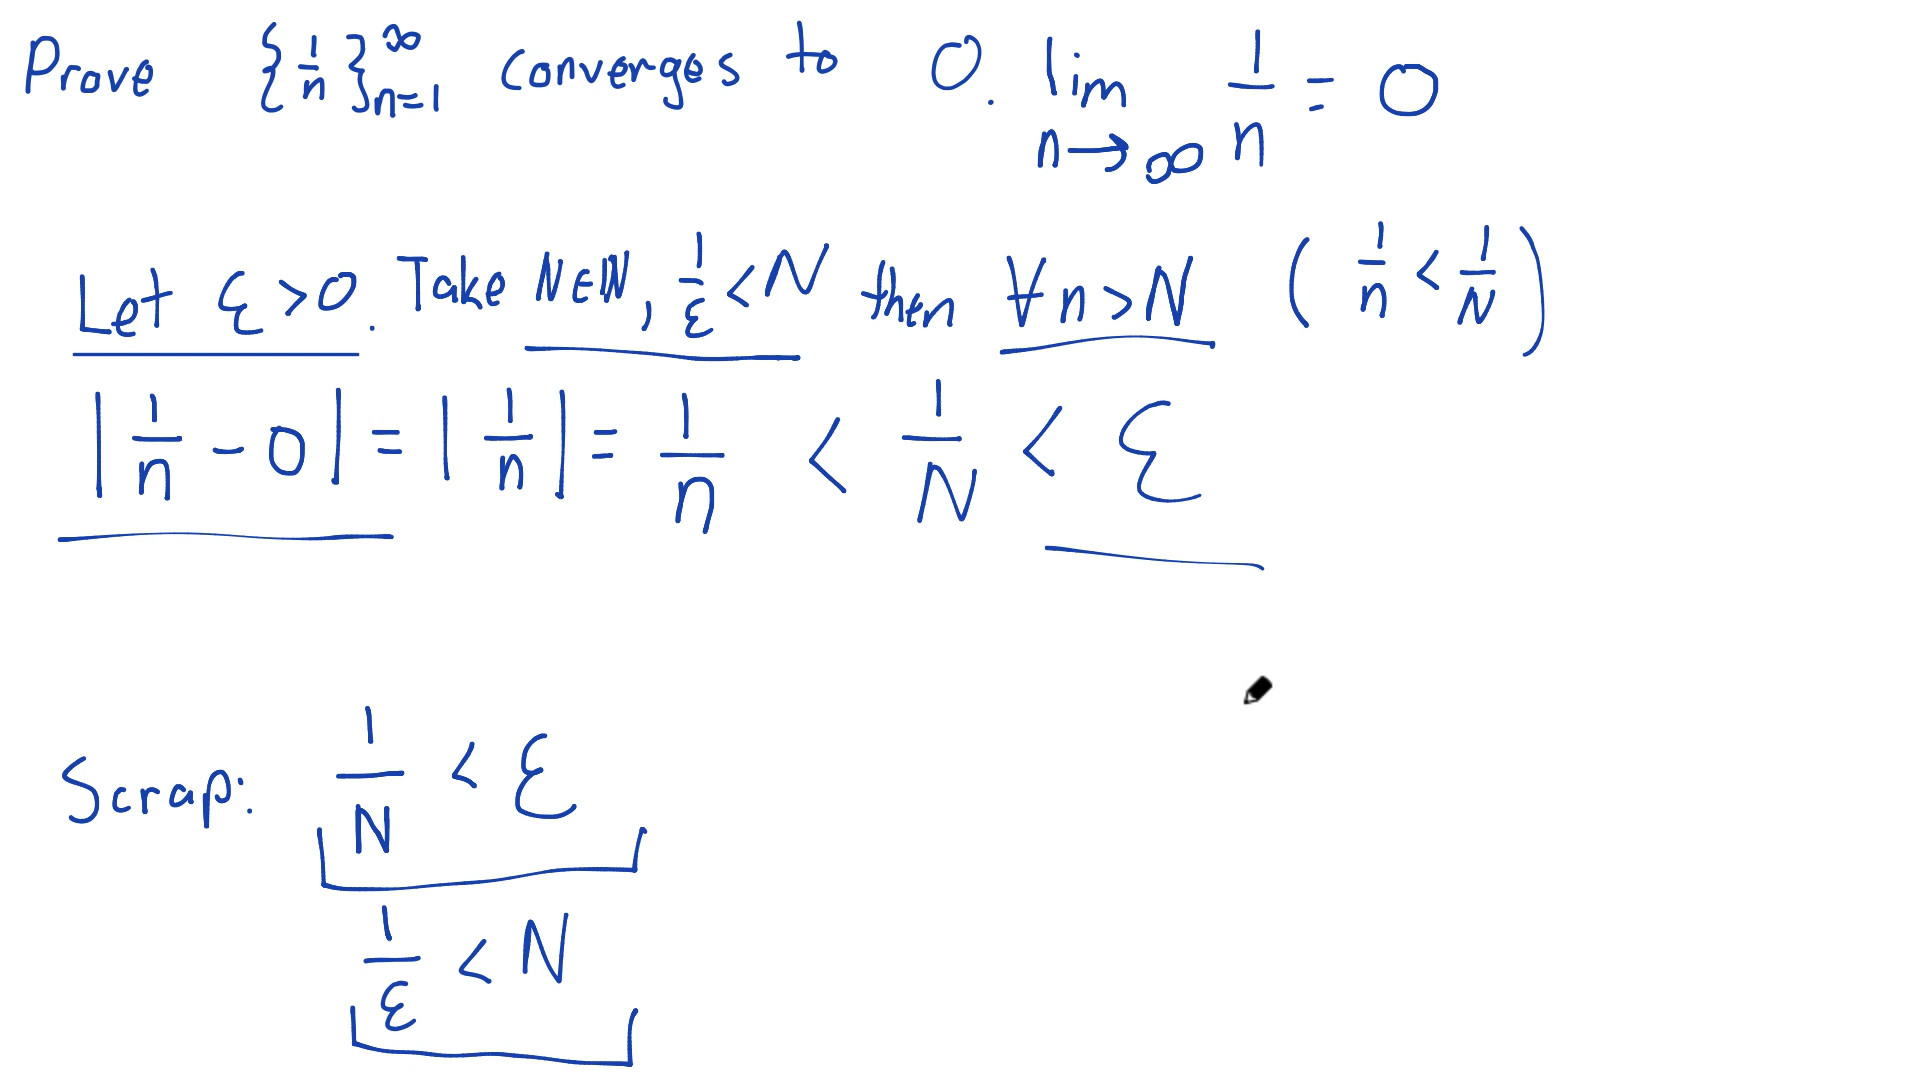 Prove {1/n}_{n=1}^∞ converges to 0. lim_{n→∞} 1/n = 0
Let ε>0. Take N∈ℕ, 1/ε < N then ∀n>N (1/n < 1/N)
|1/n - 0| = |1/n| = 1/n < 1/N < ε
Scrap: 1/N < ε
1/ε < N